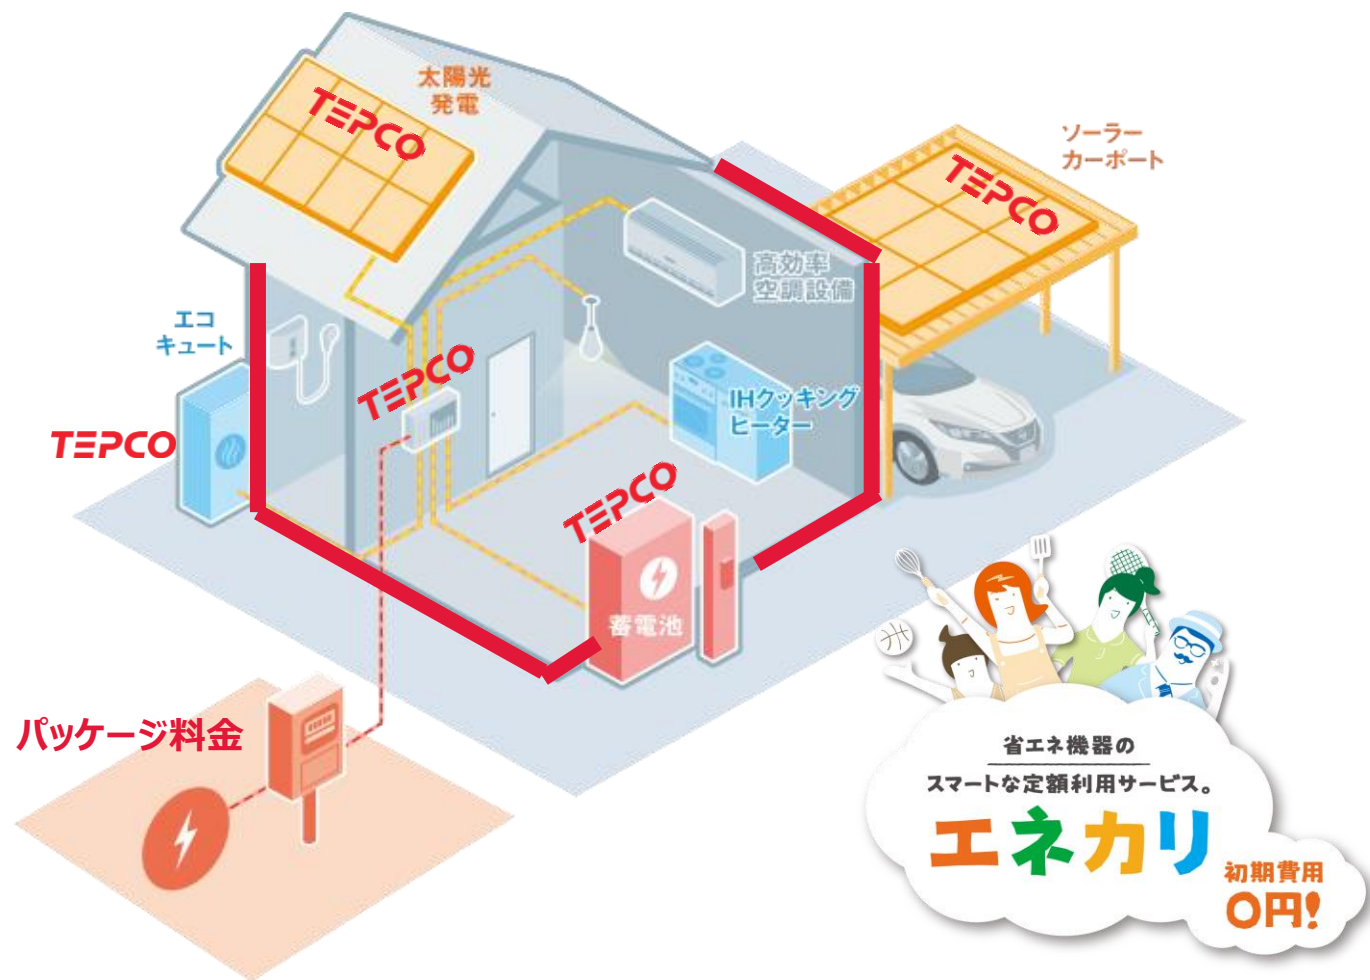 太陽光
発電
TEPCO
ソーラー
カーポート
TEPCO
高効率
空調設備
エコ
キュート
TEPCO
TEPCO
IHクッキング
ヒーター
TEPCO
蓄電池
パッケージ料金
省エネ機器の
スマートな定額利用サービス。
エネカリ
初期費用
0円!